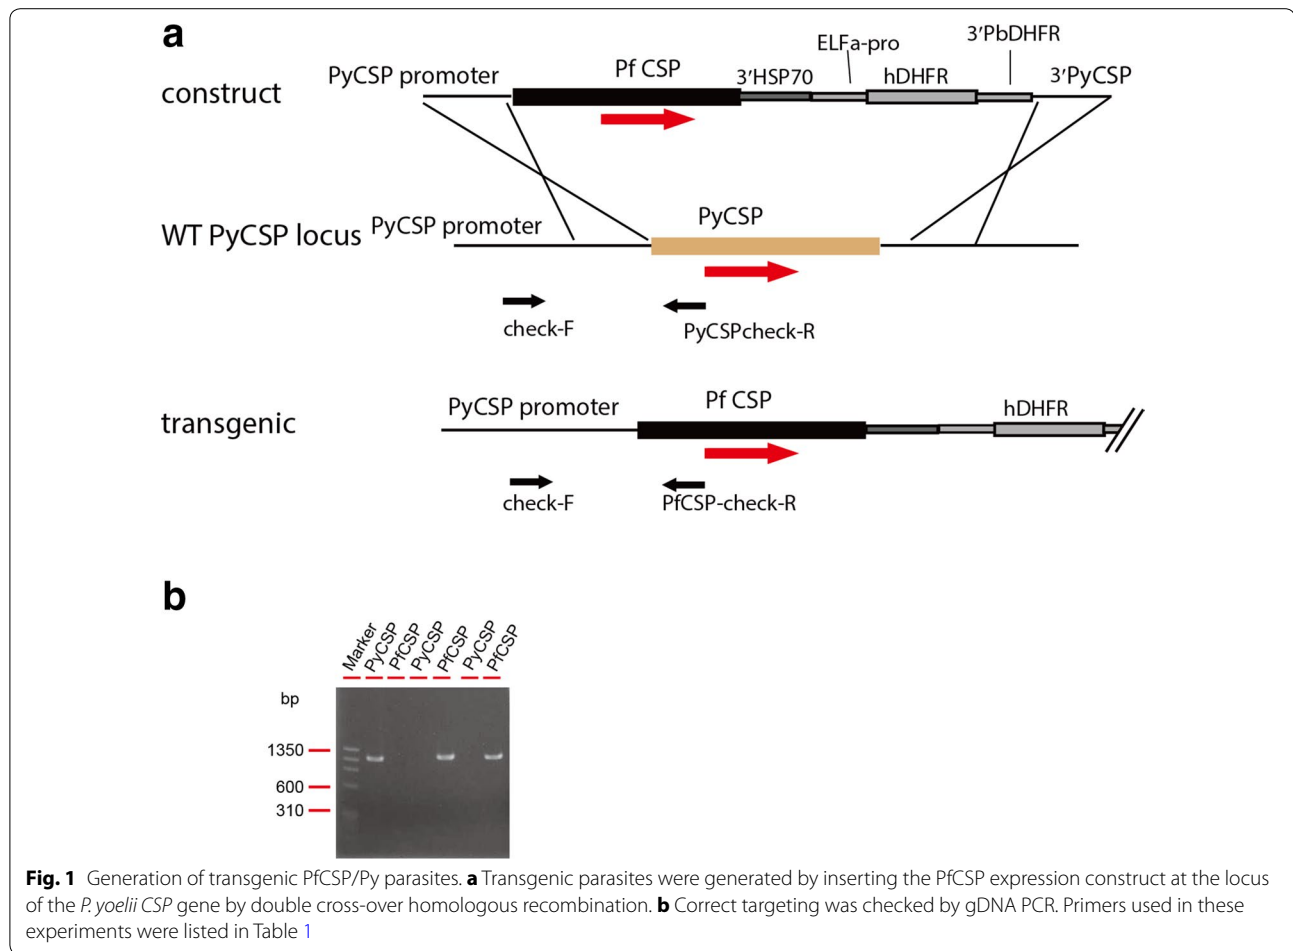 a
construct
PyCSP promoter
Pf CSP
3′HSP70
ELFa-pro
hDHFR
3′PbDHFR
3′PyCSP
WT PyCSP locus
PyCSP promoter
PyCSP
check-F
PyCSPcheck-R
transgenic
PyCSP promoter
Pf CSP
hDHFR
check-F
PfCSP-check-R
b
Marker
PyCSP
PfCSP
PyCSP
PfCSP
PyCSP
PfCSP
bp
1350
600
310
Fig. 1 Generation of transgenic PfCSP/Py parasites. a Transgenic parasites were generated by inserting the PfCSP expression construct at the locus
of the P. yoelii CSP gene by double cross-over homologous recombination. b Correct targeting was checked by gDNA PCR. Primers used in these
experiments were listed in Table 1